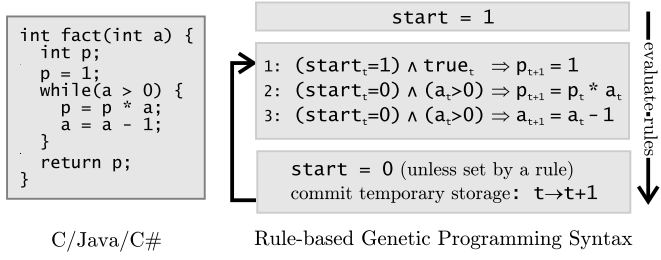 int fact(int a) {
int p;
p = 1;
while(a > 0) {
p = p * a;
a = a - 1;
}
return p;
}
C/Java/C#
start = 1
1: (startₜ=1) ∧ trueₜ ⇒ pₜ₊₁ = 1
2: (startₜ=0) ∧ (aₜ>0) ⇒ pₜ₊₁ = pₜ * aₜ
3: (startₜ=0) ∧ (aₜ>0) ⇒ aₜ₊₁ = aₜ - 1
start = 0 (unless set by a rule)
commit temporary storage: t→t+1
evaluate-rules
Rule-based Genetic Programming Syntax